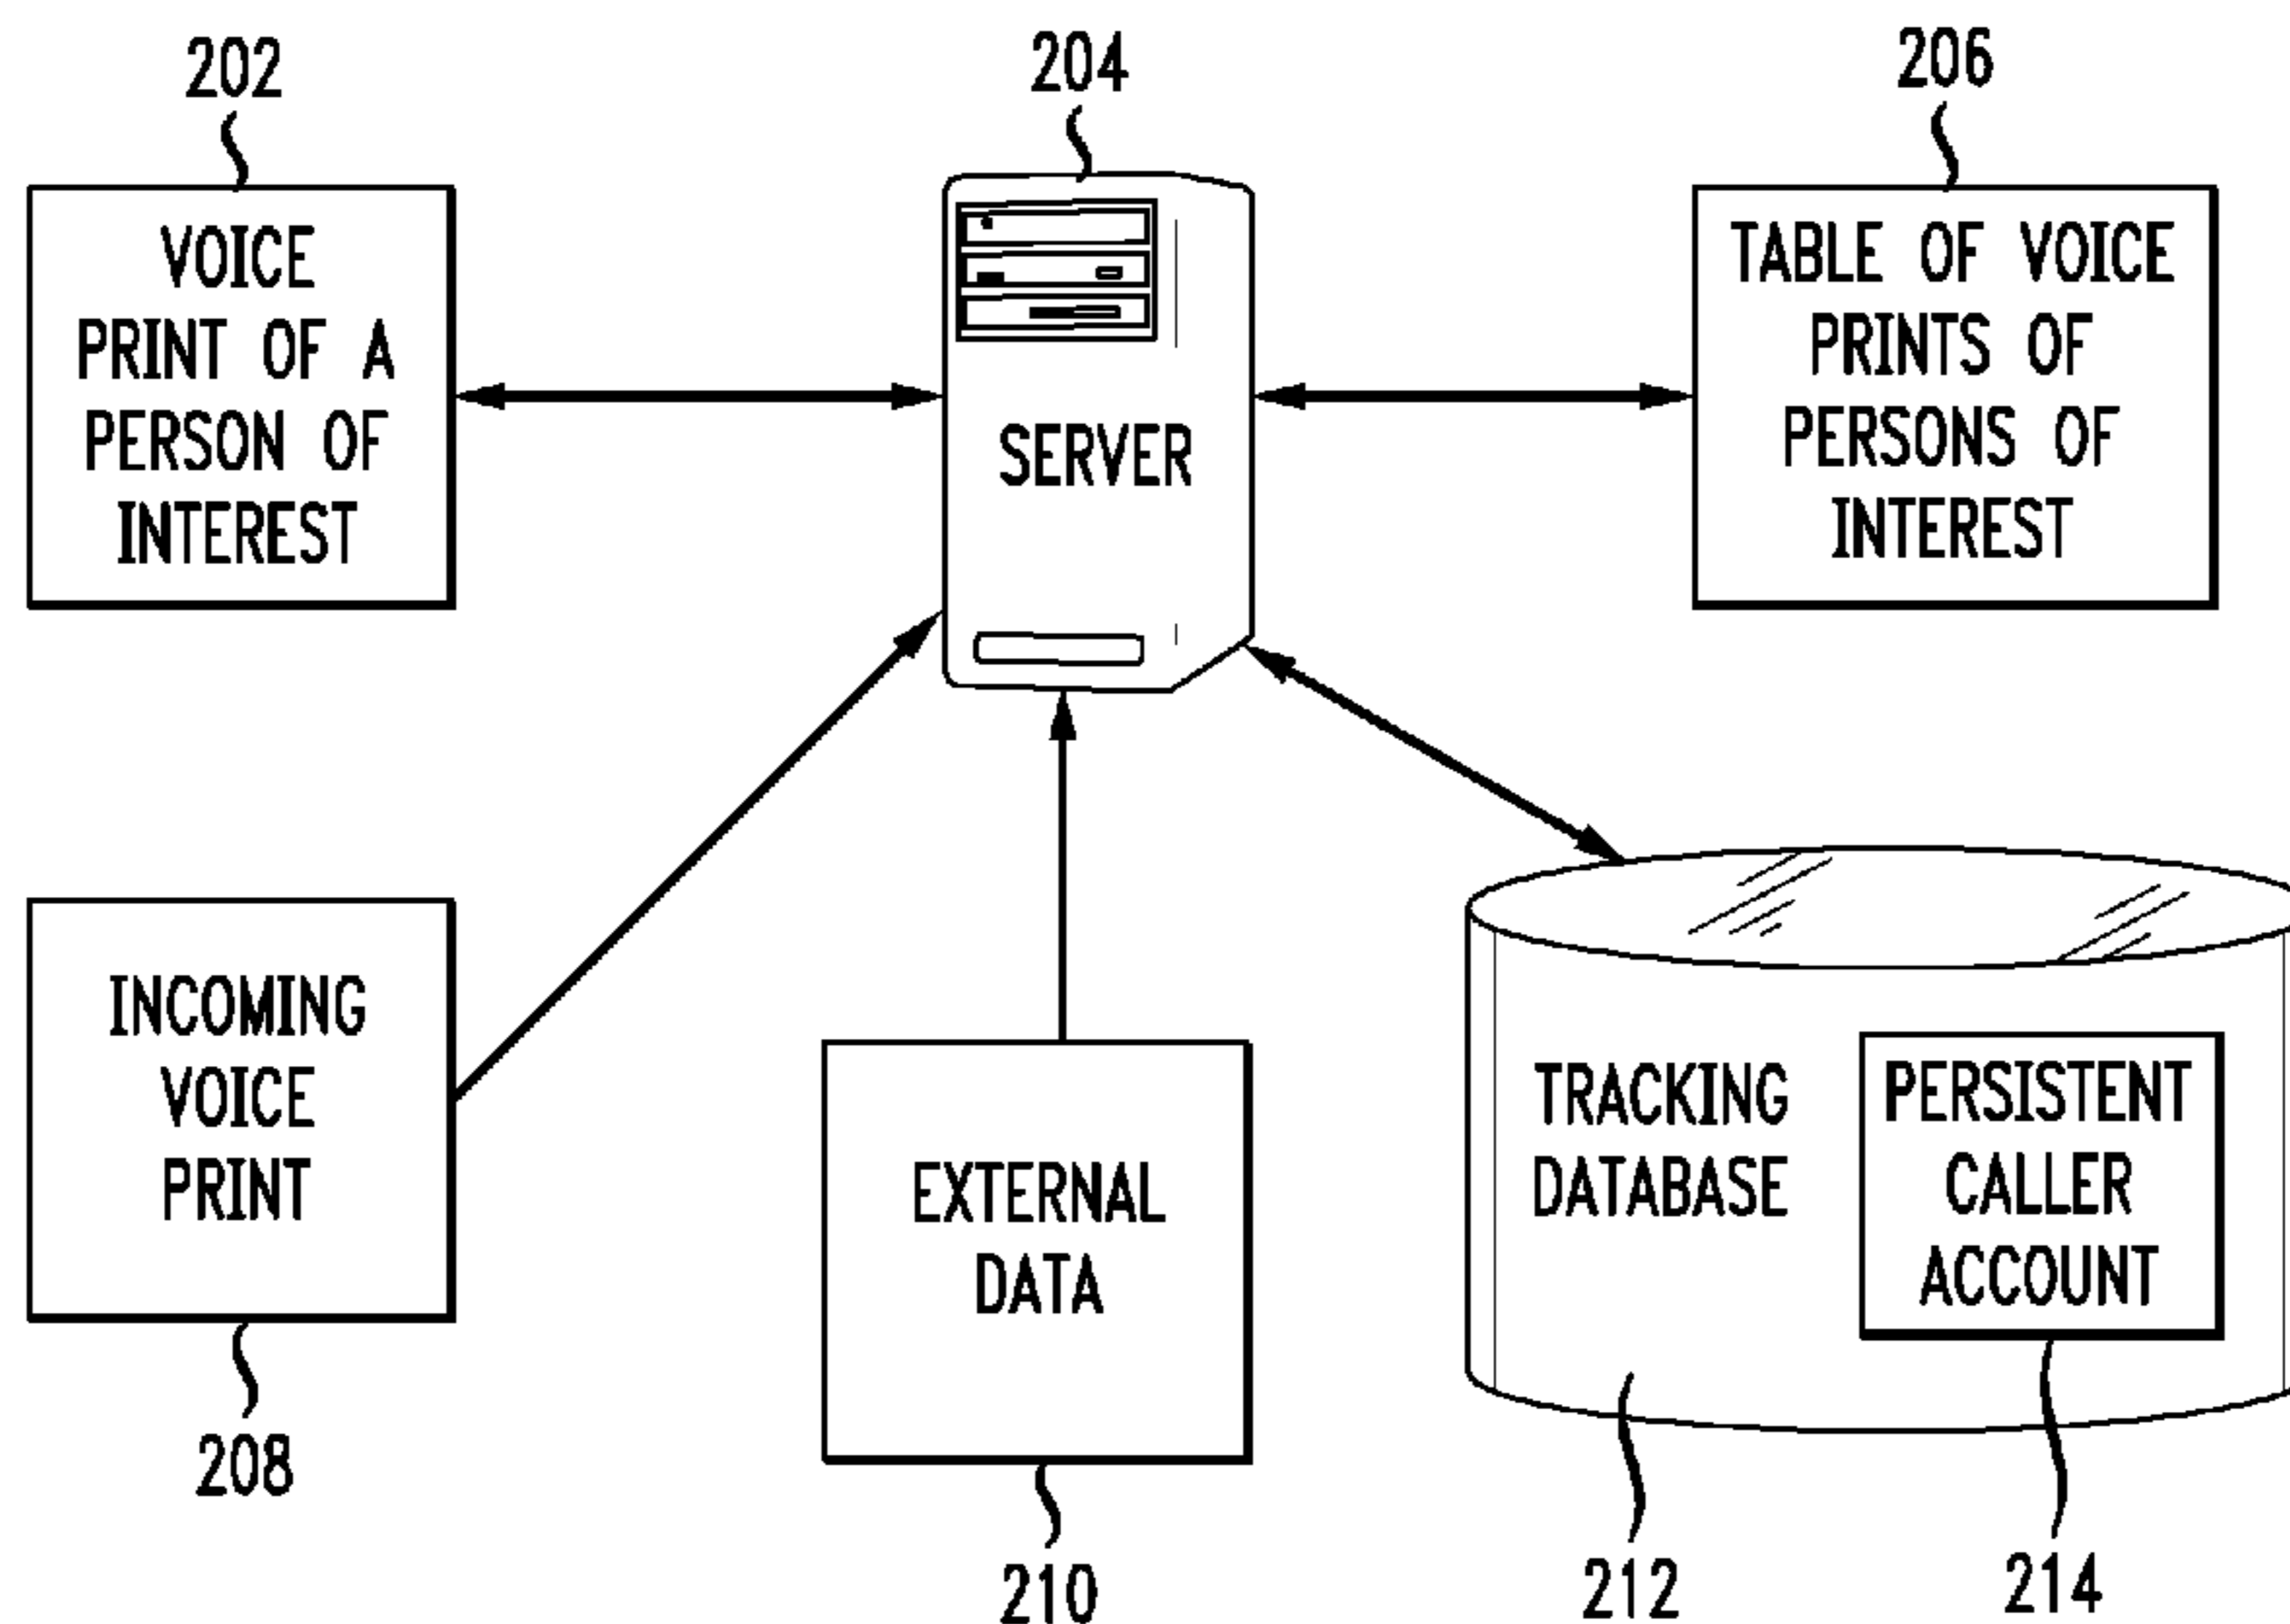 202
VOICE
PRINT OF A
PERSON OF
INTEREST
204
SERVER
206
TABLE OF VOICE
PRINTS OF
PERSONS OF
INTEREST
INCOMING
VOICE
PRINT
208
EXTERNAL
DATA
210
TRACKING
DATABASE
212
PERSISTENT
CALLER
ACCOUNT
214